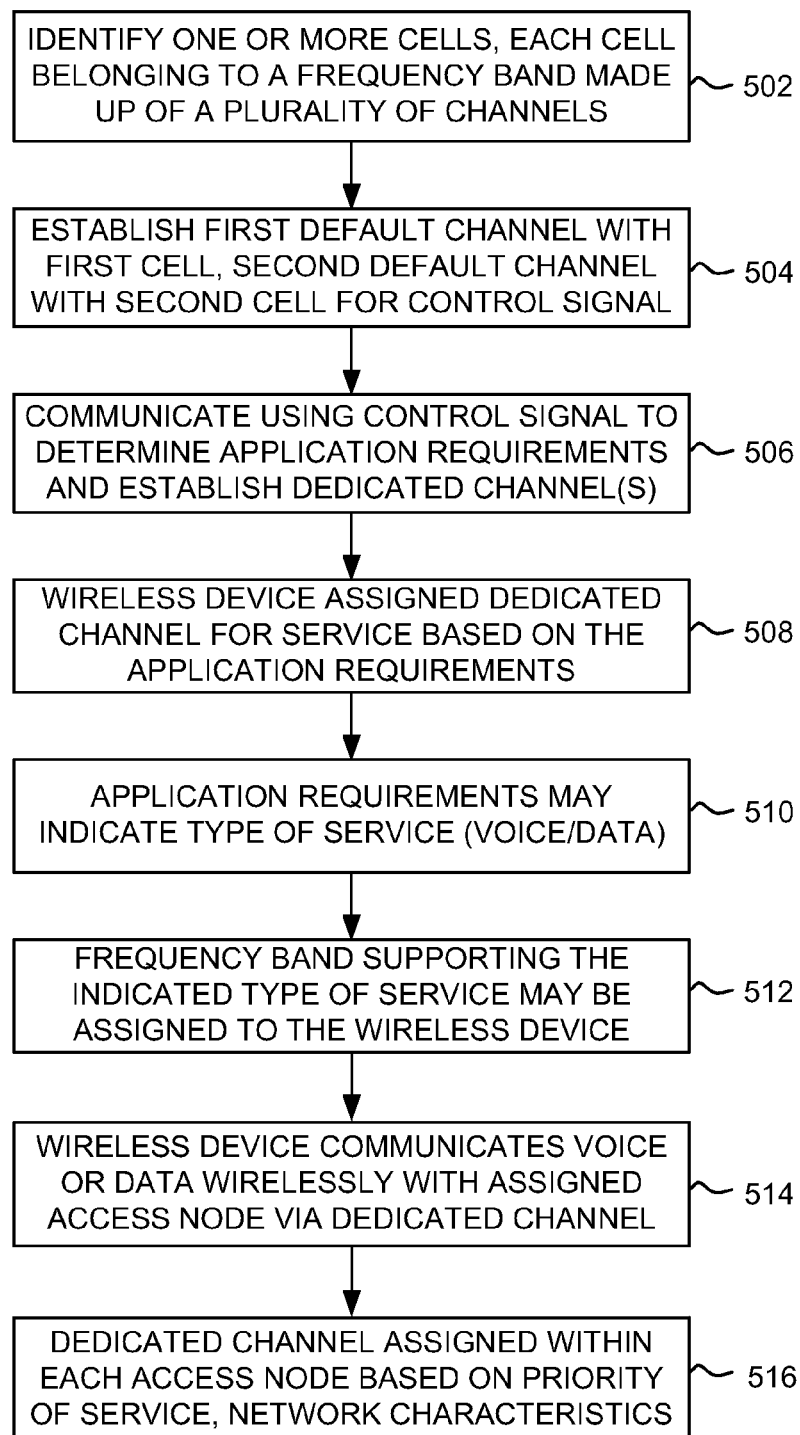 IDENTIFY ONE OR MORE CELLS, EACH CELL
BELONGING TO A FREQUENCY BAND MADE
UP OF A PLURALITY OF CHANNELS
502
ESTABLISH FIRST DEFAULT CHANNEL WITH
FIRST CELL, SECOND DEFAULT CHANNEL
WITH SECOND CELL FOR CONTROL SIGNAL
504
COMMUNICATE USING CONTROL SIGNAL TO
DETERMINE APPLICATION REQUIREMENTS
AND ESTABLISH DEDICATED CHANNEL(S)
506
WIRELESS DEVICE ASSIGNED DEDICATED
CHANNEL FOR SERVICE BASED ON THE
APPLICATION REQUIREMENTS
508
APPLICATION REQUIREMENTS MAY
INDICATE TYPE OF SERVICE (VOICE/DATA)
510
FREQUENCY BAND SUPPORTING THE
INDICATED TYPE OF SERVICE MAY BE
ASSIGNED TO THE WIRELESS DEVICE
512
WIRELESS DEVICE COMMUNICATES VOICE
OR DATA WIRELESSLY WITH ASSIGNED
ACCESS NODE VIA DEDICATED CHANNEL
514
DEDICATED CHANNEL ASSIGNED WITHIN
EACH ACCESS NODE BASED ON PRIORITY
OF SERVICE, NETWORK CHARACTERISTICS
516